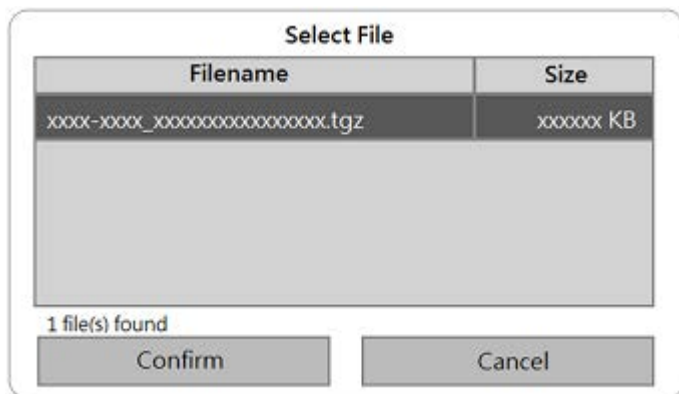 Select File
Filename Size
xxxx-xxxx_xxxxxxxxxxxxxxxx.tgz xxxxxx KB
1 file(s) found
Confirm Cancel